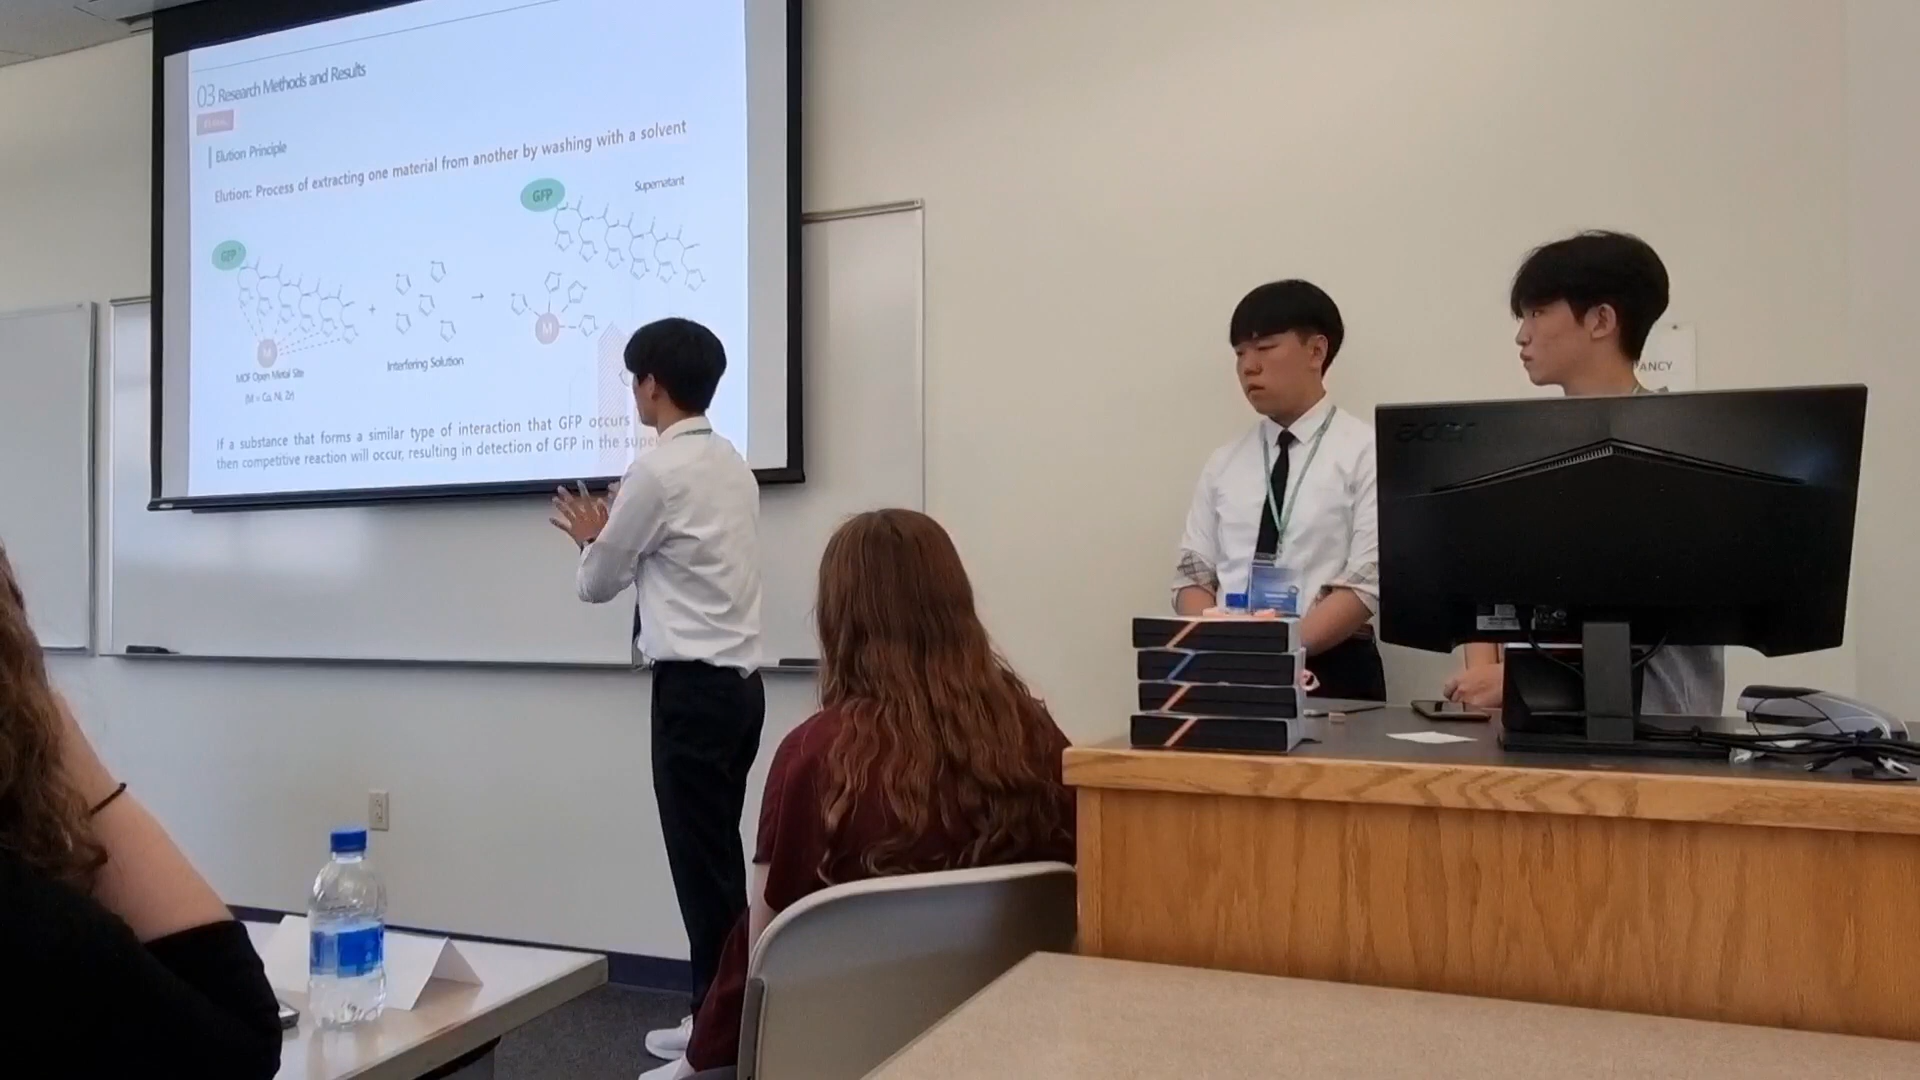 03 Research Methods and Results
Elution Principle
Elution: Process of extracting one material from another by washing with a solvent
GFP
Supernatant
GFP
M
M
MOF Open Metal Site
Interfering Solution
(M = Co, Ni, Zr)
If a substance that forms a similar type of interaction that GFP occurs
then competitive reaction will occur, resulting in detection of GFP in the super
PANCY
acer